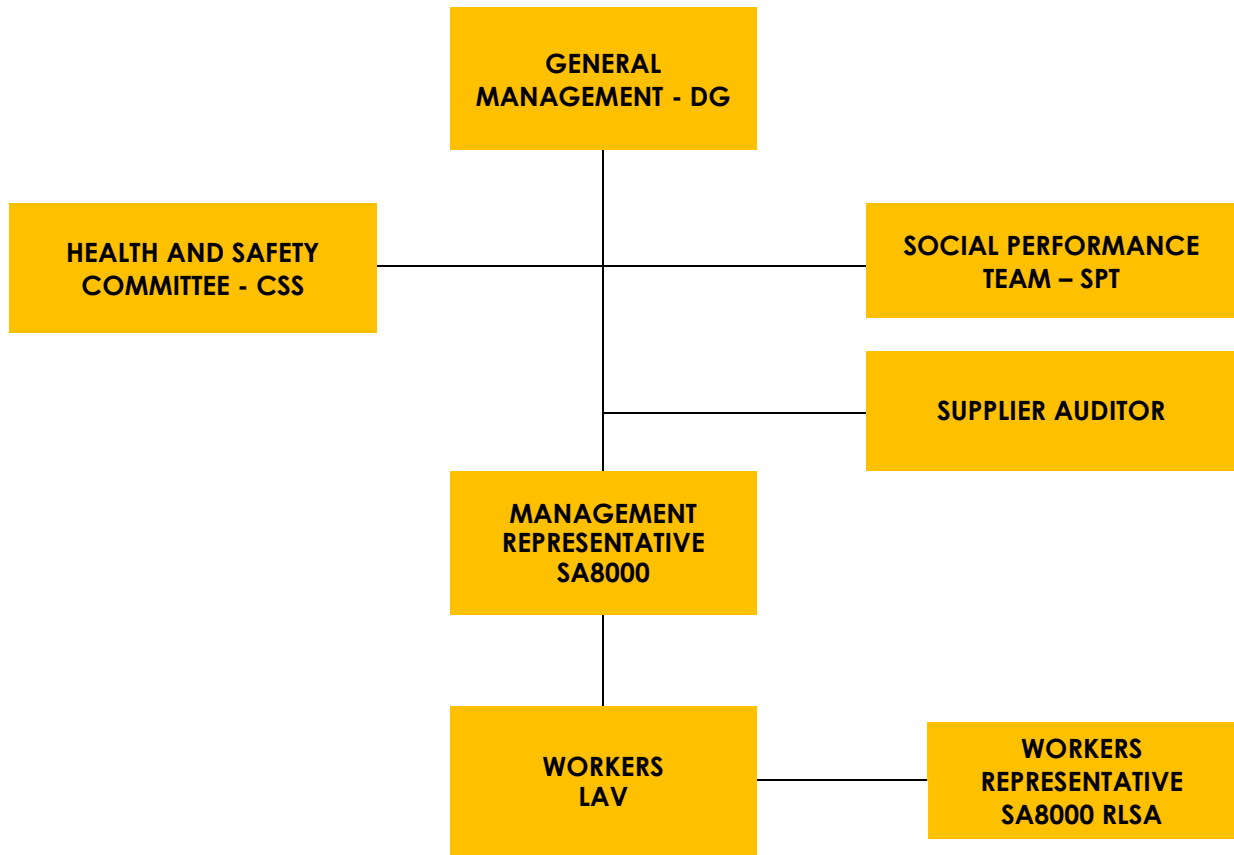 GENERAL
MANAGEMENT - DG
HEALTH AND SAFETY
COMMITTEE - CSS
SOCIAL PERFORMANCE
TEAM – SPT
SUPPLIER AUDITOR
MANAGEMENT
REPRESENTATIVE
SA8000
WORKERS
LAV
WORKERS
REPRESENTATIVE
SA8000 RLSA